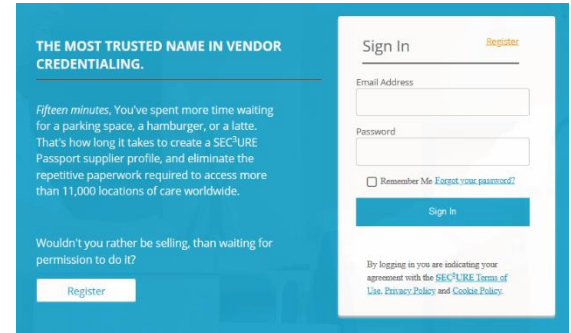 THE MOST TRUSTED NAME IN VENDOR
CREDENTIALING.
Fifteen minutes, You've spent more time waiting
for a parking space, a hamburger, or a latte.
That's how long it takes to create a SEC³URE
Passport supplier profile, and eliminate the
repetitive paperwork required to access more
than 11,000 locations of care worldwide.
Wouldn't you rather be selling, than waiting for
permission to do it?
Register
Sign In
Register
Email Address
Password
Remember Me Forgot your password?
Sign In
By logging in you are indicating your
agreement with the SEC³URE Terms of
Use, Privacy Policy and Cookie Policy.